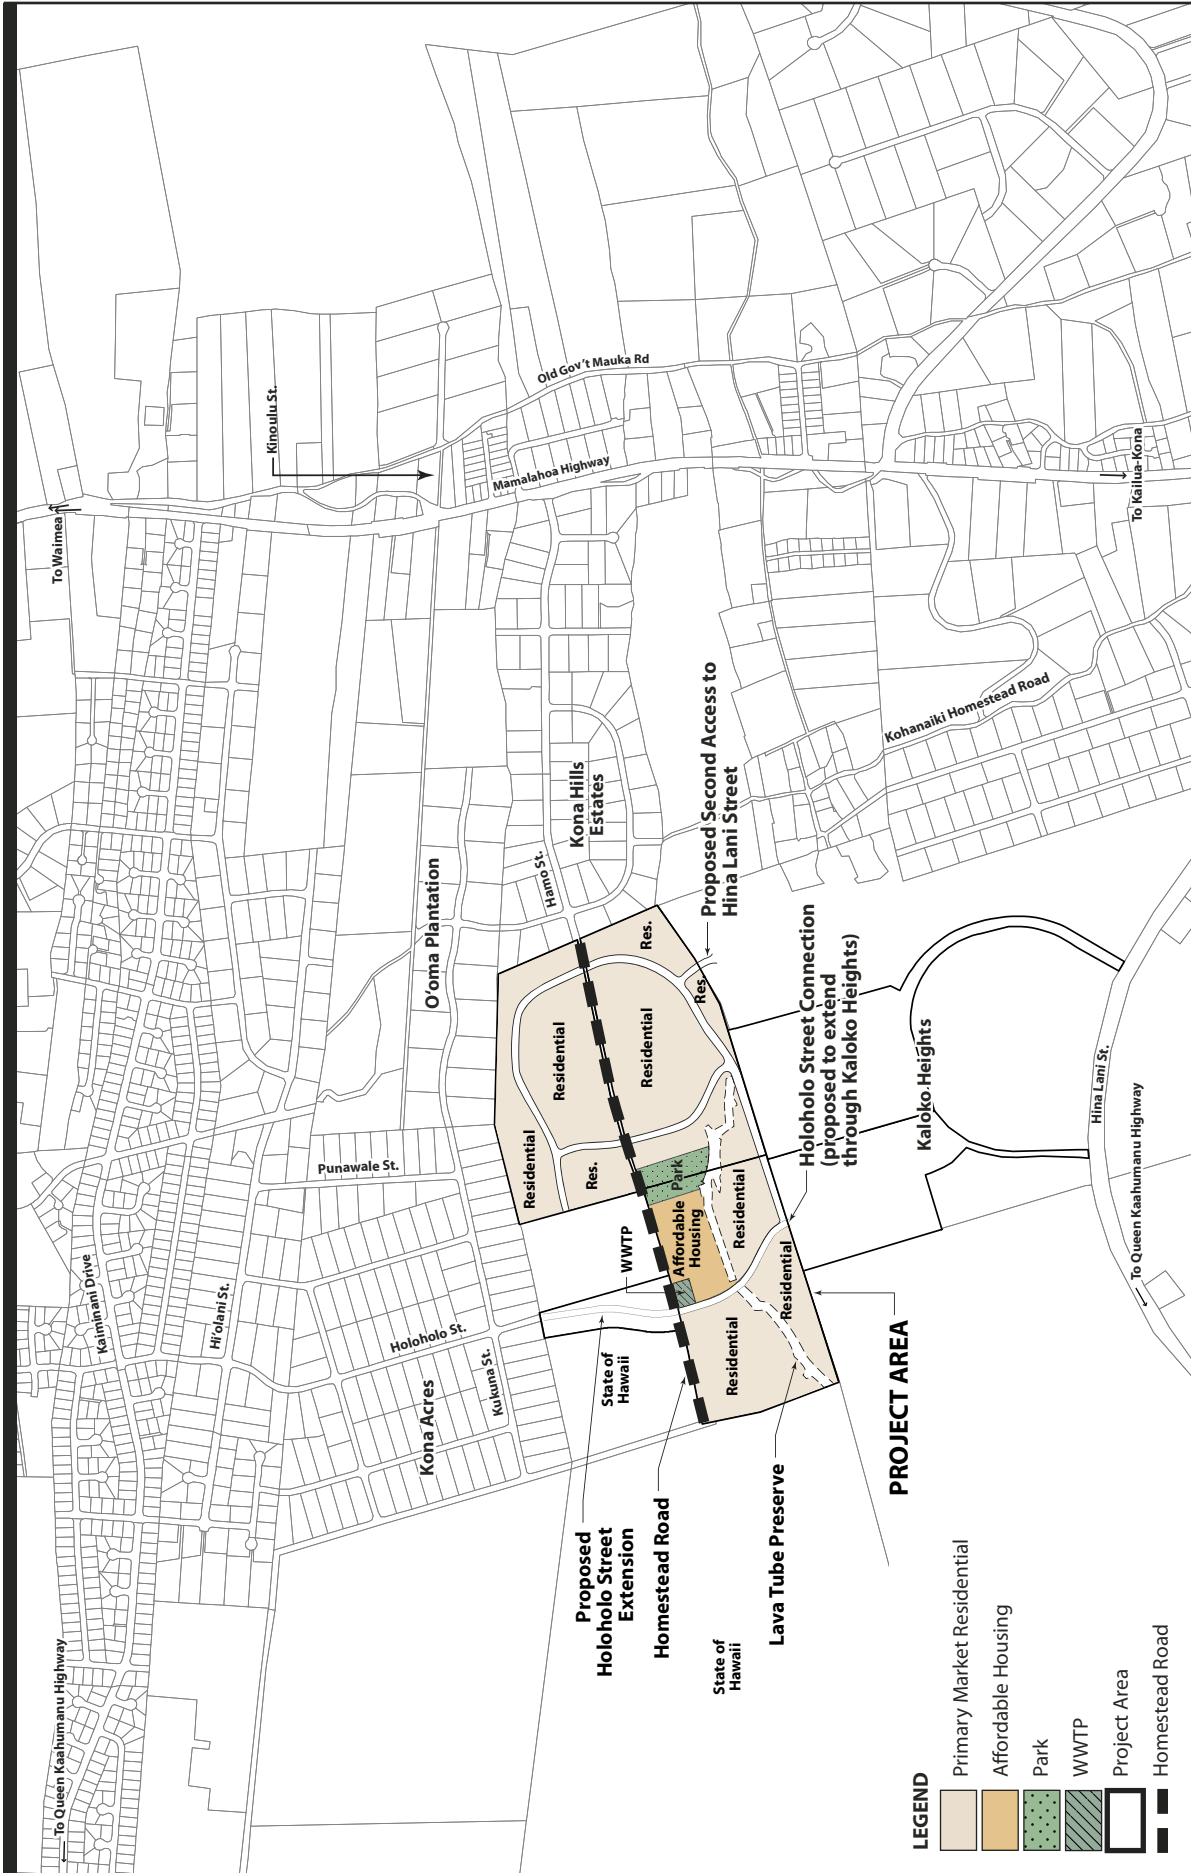 To Waimea
Kinoulu St.
Old Gov't Mauka Rd
Mamalahoa Highway
To Kailua-Kona
Kohanaiki Homestead Road
Kona Hills
Estates
Hamo St.
O'oma Plantation
Proposed Second Access to
Hina Lani Street
Res.
Res.
Residential
Residential
Residential
Res.
Park
Residential
Affordable
Housing
WWTP
Residential
Residential
Holoholo Street Connection
(proposed to extend
through Kaloko Heights)
Kaloko Heights
Hina Lani St.
To Queen Kaahumanu Highway
Punawale St.
Kaiminani Drive
Hi'olani St.
Holoholo St.
Kukuna St.
Kona Acres
State of
Hawaii
Proposed
Holoholo Street
Extension
Homestead Road
Lava Tube Preserve
PROJECT AREA
State of
Hawaii
To Queen Kaahumanu Highway
LEGEND
Primary Market Residential
Affordable Housing
Park
WWTP
Project Area
Homestead Road